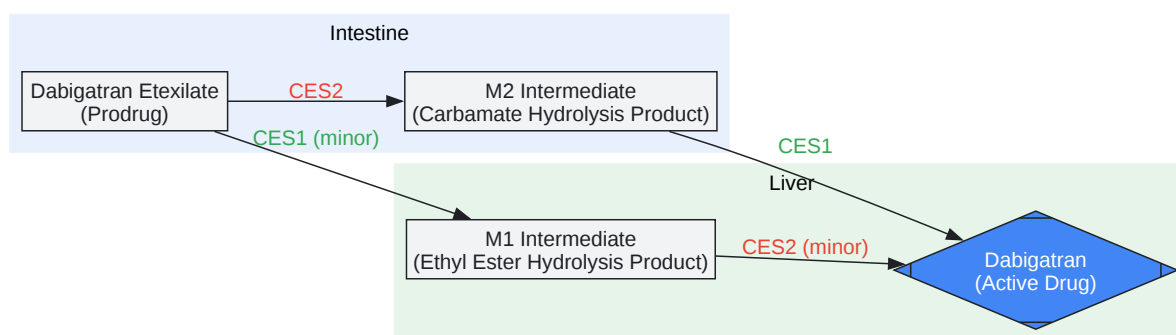 Intestine
Dabigatran Etexilate
(Prodrug)
CES2
M2 Intermediate
(Carbamate Hydrolysis Product)
CES1 (minor)
CES1
Liver
M1 Intermediate
(Ethyl Ester Hydrolysis Product)
CES2 (minor)
Dabigatran
(Active Drug)